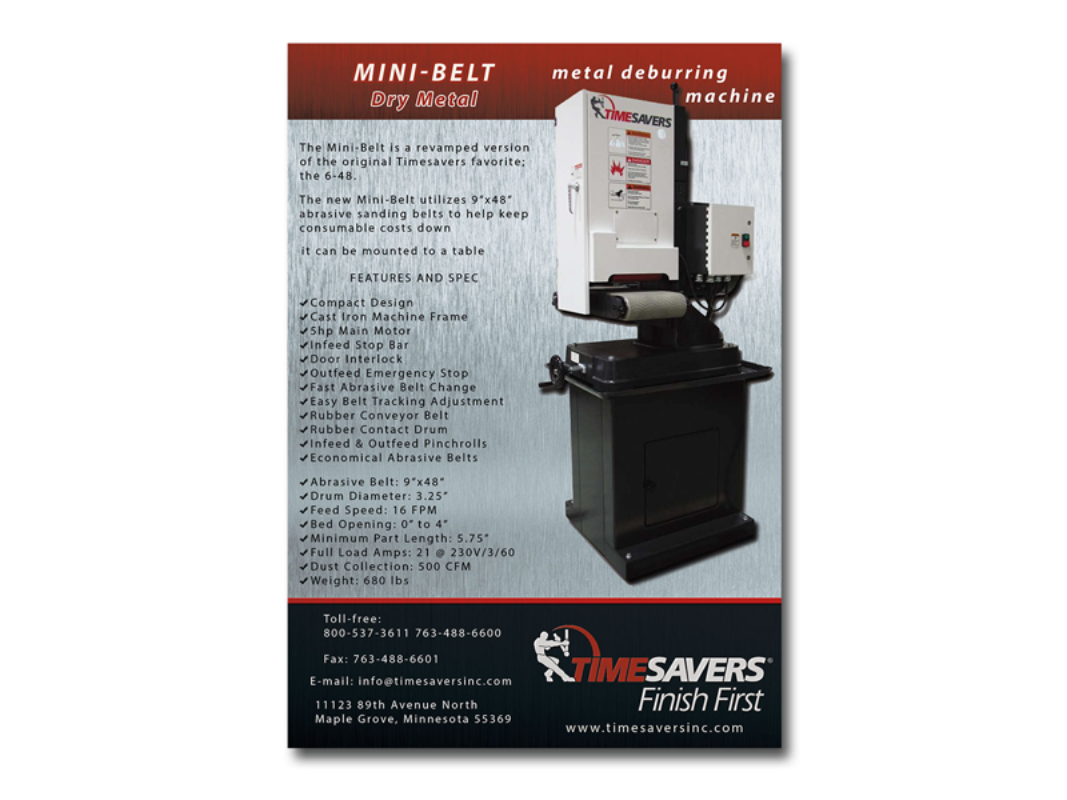 MINI-BELT
Dry Metal
metal deburring
machine
TIMESAVERS
The Mini-Belt is a revamped version
of the original Timesavers favorite;
the 6-48.
The new Mini-Belt utilizes 9”x48”
abrasive sanding belts to help keep
consumable costs down
it can be mounted to a table
FEATURES AND SPEC
✓Compact Design
✓Cast Iron Machine Frame
✓5hp Main Motor
✓Infeed Stop Bar
✓Door Interlock
✓Outfeed Emergency Stop
✓Fast Abrasive Belt Change
✓Easy Belt Tracking Adjustment
✓Rubber Conveyor Belt
✓Rubber Contact Drum
✓Infeed & Outfeed Pinchrolls
✓Economical Abrasive Belts
✓Abrasive Belt: 9”x48”
✓Drum Diameter: 3.25”
✓Feed Speed: 16 FPM
✓Bed Opening: 0” to 4”
✓Minimum Part Length: 5.75”
✓Full Load Amps: 21 @ 230V/3/60
✓Dust Collection: 500 CFM
✓Weight: 680 lbs
Toll-free:
800-537-3611 763-488-6600
Fax: 763-488-6601
E-mail: info@timesaversinc.com
11123 89th Avenue North
Maple Grove, Minnesota 55369
TIMESAVERS®
Finish First
www.timesaversinc.com